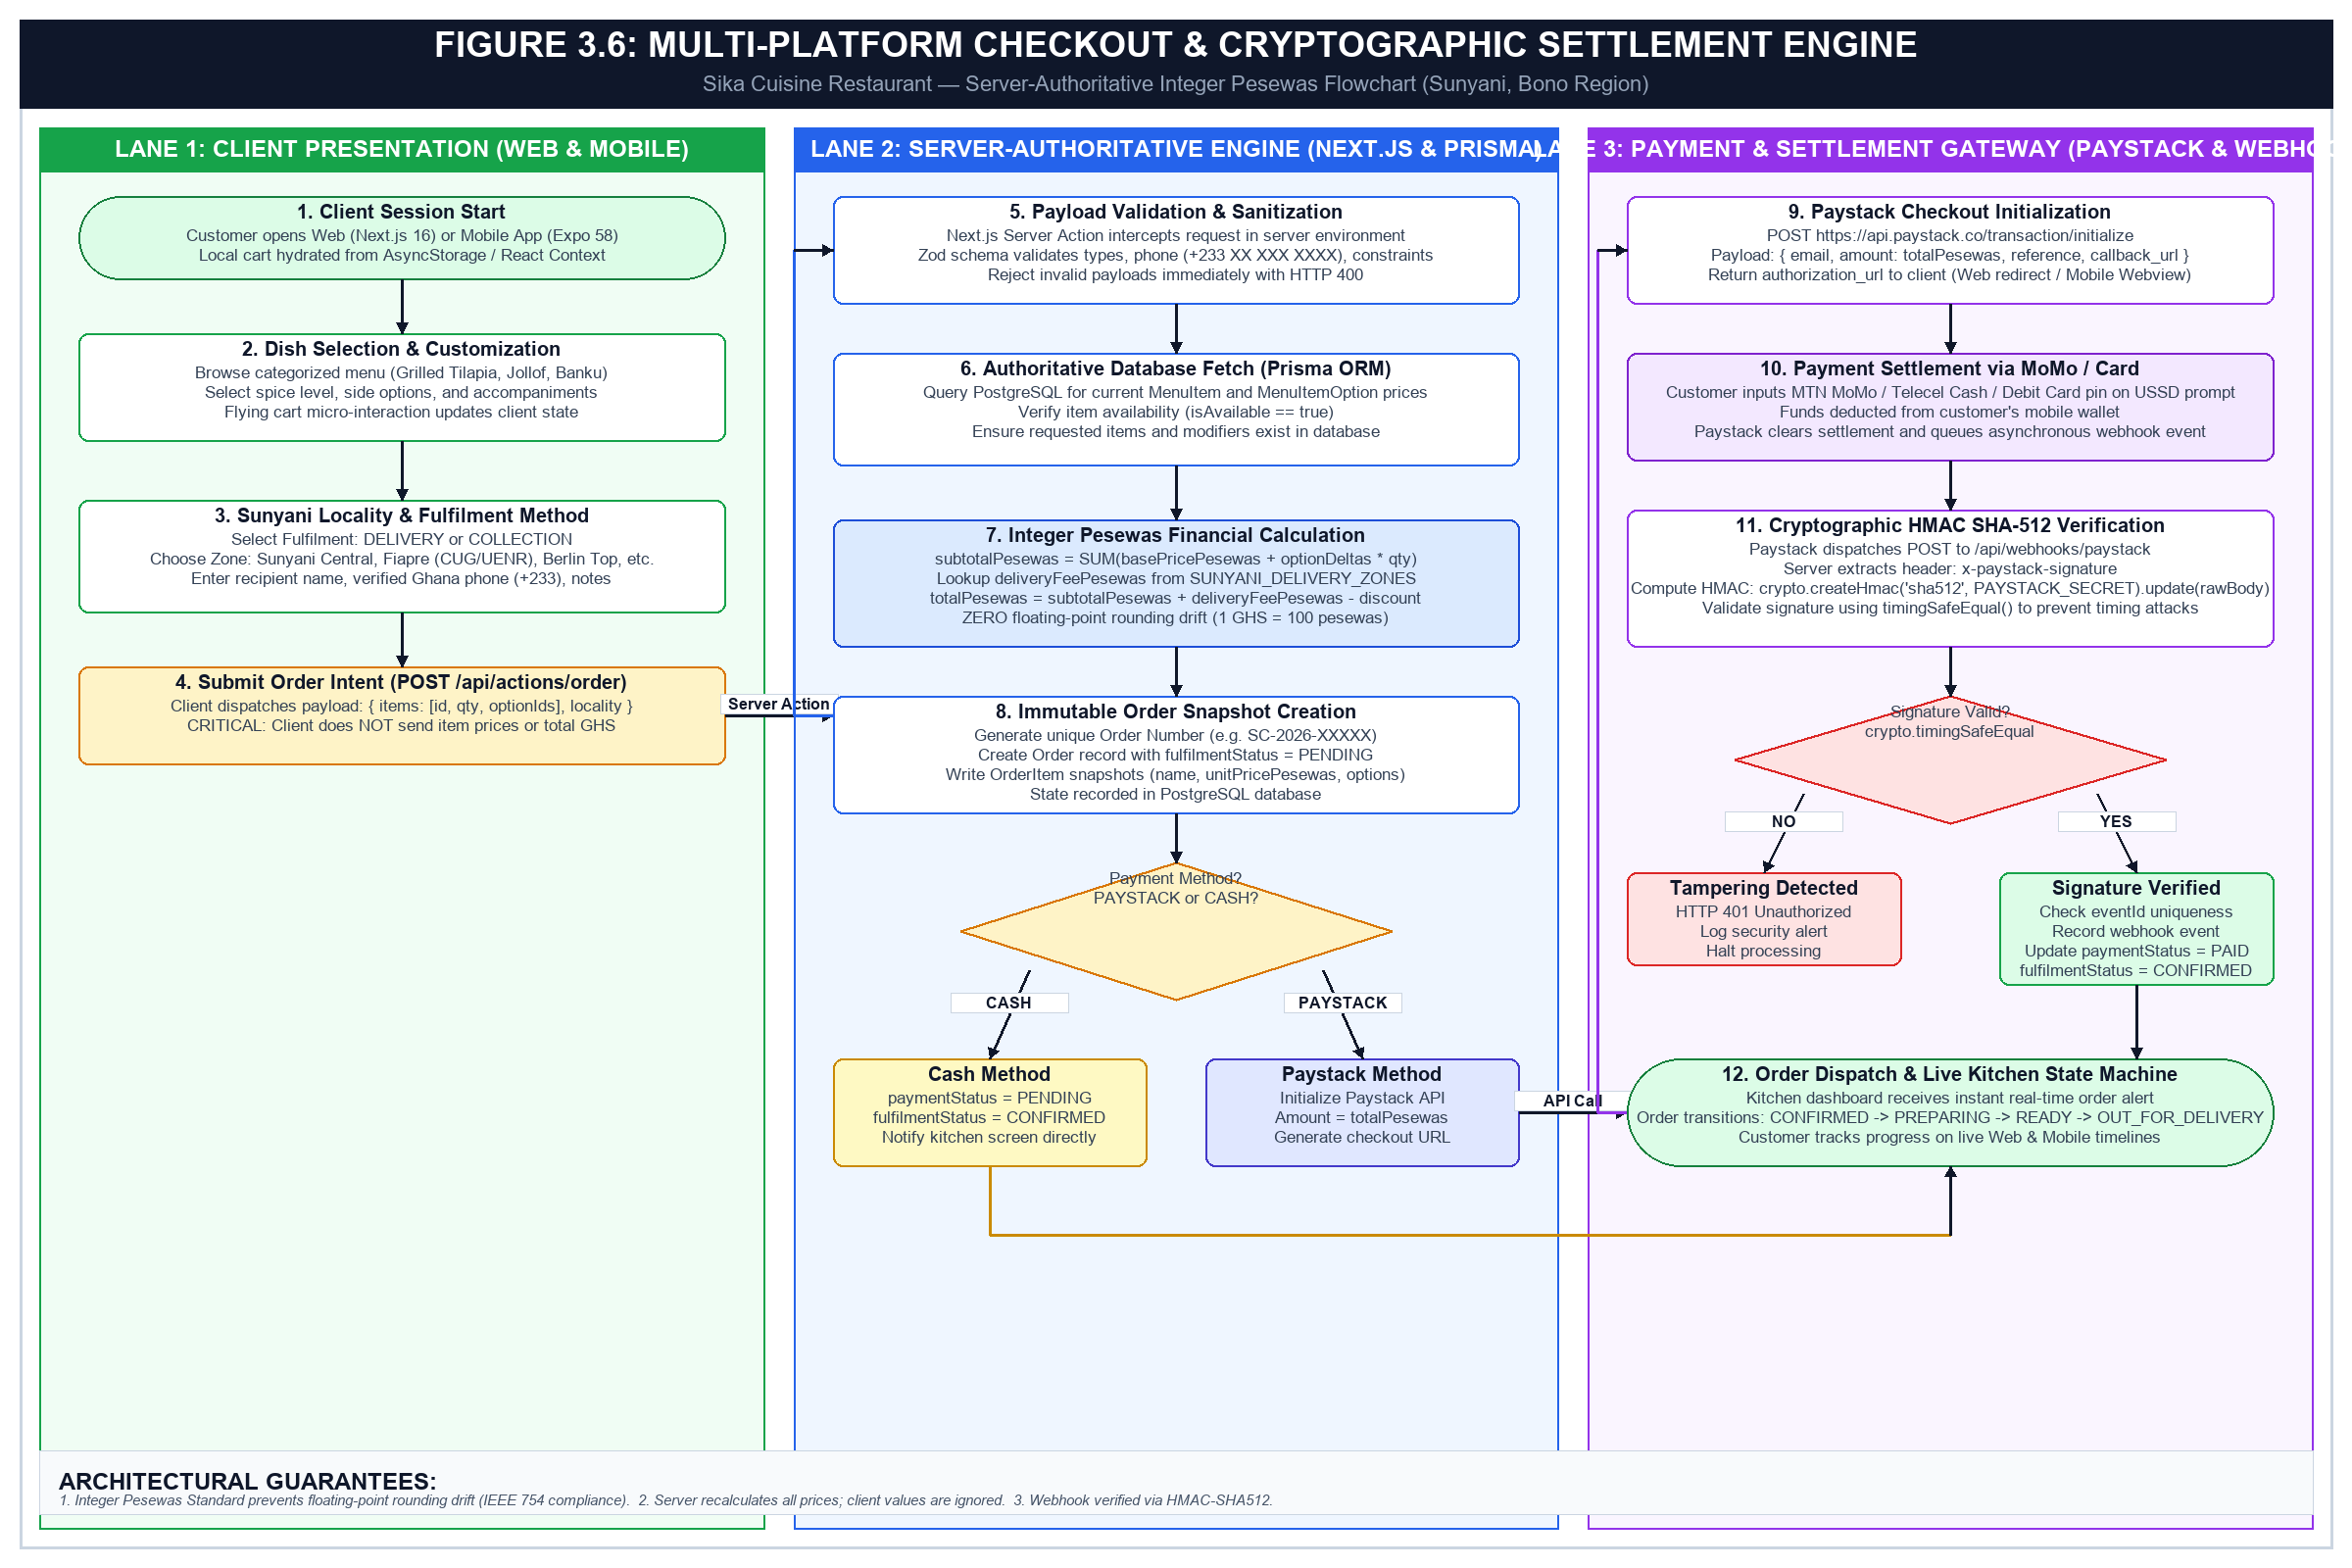 FIGURE 3.6: MULTI-PLATFORM CHECKOUT & CRYPTOGRAPHIC SETTLEMENT ENGINE
Sika Cuisine Restaurant — Server-Authoritative Integer Pesewas Flowchart (Sunyani, Bono Region)
LANE 1: CLIENT PRESENTATION (WEB & MOBILE)
1. Client Session Start
Customer opens Web (Next.js 16) or Mobile App (Expo 58)
Local cart hydrated from AsyncStorage / React Context
2. Dish Selection & Customization
Browse categorized menu (Grilled Tilapia, Jollof, Banku)
Select spice level, side options, and accompaniments
Flying cart micro-interaction updates client state
3. Sunyani Locality & Fulfilment Method
Select Fulfilment: DELIVERY or COLLECTION
Choose Zone: Sunyani Central, Fiapre (CUG/UENR), Berlin Top, etc.
Enter recipient name, verified Ghana phone (+233), notes
4. Submit Order Intent (POST /api/actions/order)
Client dispatches payload: { items: [id, qty, optionIds], locality }
CRITICAL: Client does NOT send item prices or total GHS
Server Action
LANE 2: SERVER-AUTHORITATIVE ENGINE (NEXT.JS & PRISMA)
5. Payload Validation & Sanitization
Next.js Server Action intercepts request in server environment
Zod schema validates types, phone (+233 XX XXX XXXX), constraints
Reject invalid payloads immediately with HTTP 400
6. Authoritative Database Fetch (Prisma ORM)
Query PostgreSQL for current MenuItem and MenuItemOption prices
Verify item availability (isAvailable == true)
Ensure requested items and modifiers exist in database
7. Integer Pesewas Financial Calculation
subtotalPesewas = SUM(basePricePesewas + optionDeltas * qty)
Lookup deliveryFeePesewas from SUNYANI_DELIVERY_ZONES
totalPesewas = subtotalPesewas + deliveryFeePesewas - discount
ZERO floating-point rounding drift (1 GHS = 100 pesewas)
8. Immutable Order Snapshot Creation
Generate unique Order Number (e.g. SC-2026-XXXXX)
Create Order record with fulfilmentStatus = PENDING
Write OrderItem snapshots (name, unitPricePesewas, options)
State recorded in PostgreSQL database
Payment Method?
PAYSTACK or CASH?
CASH
PAYSTACK
Cash Method
paymentStatus = PENDING
fulfilmentStatus = CONFIRMED
Notify kitchen screen directly
Paystack Method
Initialize Paystack API
Amount = totalPesewas
Generate checkout URL
API Call
E 3: PAYMENT & SETTLEMENT GATEWAY (PAYSTACK &
9. Paystack Checkout Initialization
POST https://api.paystack.co/transaction/initialize
Payload: { email, amount: totalPesewas, reference, callback_url }
Return authorization_url to client (Web redirect / Mobile Webview)
10. Payment Settlement via MoMo / Card
Customer inputs MTN MoMo / Telecel Cash / Debit Card pin on USSD prompt
Funds deducted from customer's mobile wallet
Paystack clears settlement and queues asynchronous webhook event
11. Cryptographic HMAC SHA-512 Verification
Paystack dispatches POST to /api/webhooks/paystack
Server extracts header: x-paystack-signature
Compute HMAC: crypto.createHmac('sha512', PAYSTACK_SECRET).update(rawBody)
Validate signature using timingSafeEqual() to prevent timing attacks
Signature Valid?
crypto.timingSafeEqual
NO
YES
Tampering Detected
HTTP 401 Unauthorized
Log security alert
Halt processing
Signature Verified
Check eventId uniqueness
Record webhook event
Update paymentStatus = PAID
fulfilmentStatus = CONFIRMED
12. Order Dispatch & Live Kitchen State Machine
Kitchen dashboard receives instant real-time order alert
Order transitions: CONFIRMED -> PREPARING -> READY -> OUT_FOR_DELIVERY
Customer tracks progress on live Web & Mobile timelines
ARCHITECTURAL GUARANTEES:
1. Integer Pesewas Standard prevents floating-point rounding drift (IEEE 754 compliance).  2. Server recalculates all prices; client values are ignored.  3. Webhook verified via HMAC-SHA512.